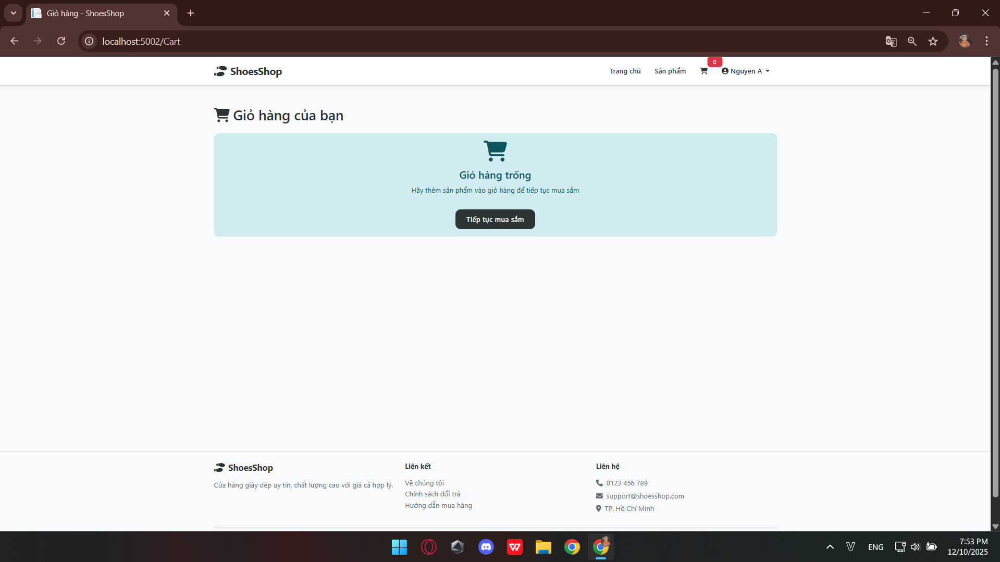 Giỏ hàng - ShoesShop
localhost:5002/Cart
ShoesShop
Trang chủ
Sản phẩm
0
Nguyen A
Giỏ hàng của bạn
Giỏ hàng trống
Hãy thêm sản phẩm vào giỏ hàng để tiếp tục mua sắm
Tiếp tục mua sắm
ShoesShop
Cửa hàng giày dép uy tín, chất lượng cao với giá cả hợp lý.
Liên kết
Về chúng tôi
Chính sách đổi trả
Hướng dẫn mua hàng
Liên hệ
0123 456 789
support@shoesshop.com
TP. Hồ Chí Minh
ENG
7:53 PM
12/10/2025